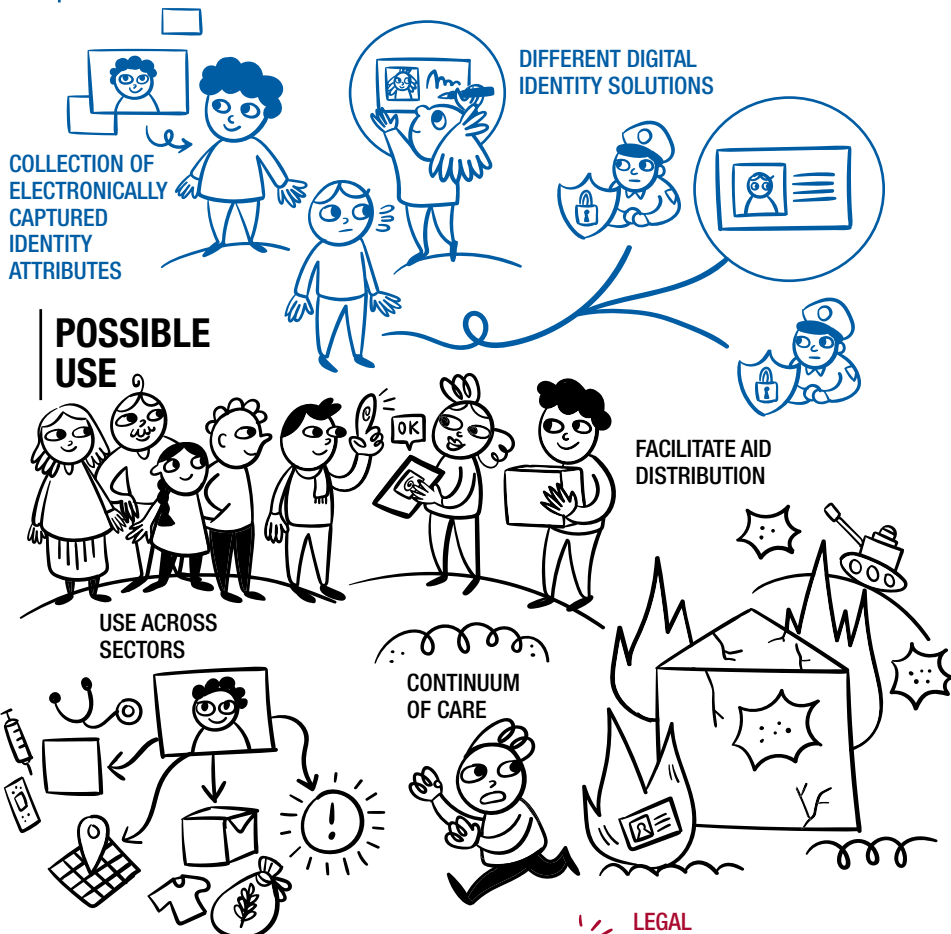 DIFFERENT DIGITAL
IDENTITY SOLUTIONS
COLLECTION OF
ELECTRONICALLY
CAPTURED
IDENTITY
ATTRIBUTES
POSSIBLE
USE
OK
FACILITATE AID
DISTRIBUTION
USE ACROSS
SECTORS
CONTINUUM
OF CARE
!
LEGAL